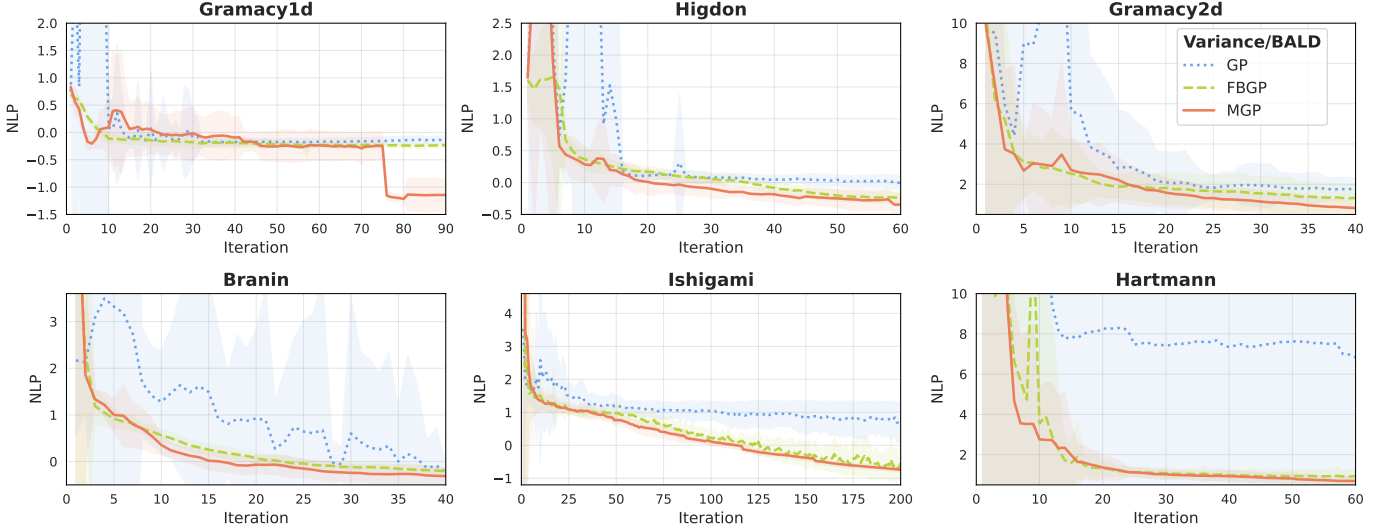 Gramacy1d
2.0
1.5
1.0
0.5
0.0
−0.5
−1.0
−1.5
NLP
0 10 20 30 40 50 60 70 80 90
Iteration
Higdon
2.5
2.0
1.5
1.0
0.5
0.0
−0.5
NLP
0 10 20 30 40 50 60
Iteration
Gramacy2d
10
8
6
4
2
NLP
0 5 10 15 20 25 30 35 40
Iteration
Variance/BALD
GP
FBGP
MGP
Branin
3
2
1
0
NLP
0 5 10 15 20 25 30 35 40
Iteration
Ishigami
4
3
2
1
0
−1
NLP
0 25 50 75 100 125 150 175 200
Iteration
Hartmann
10
8
6
4
2
NLP
0 10 20 30 40 50 60
Iteration